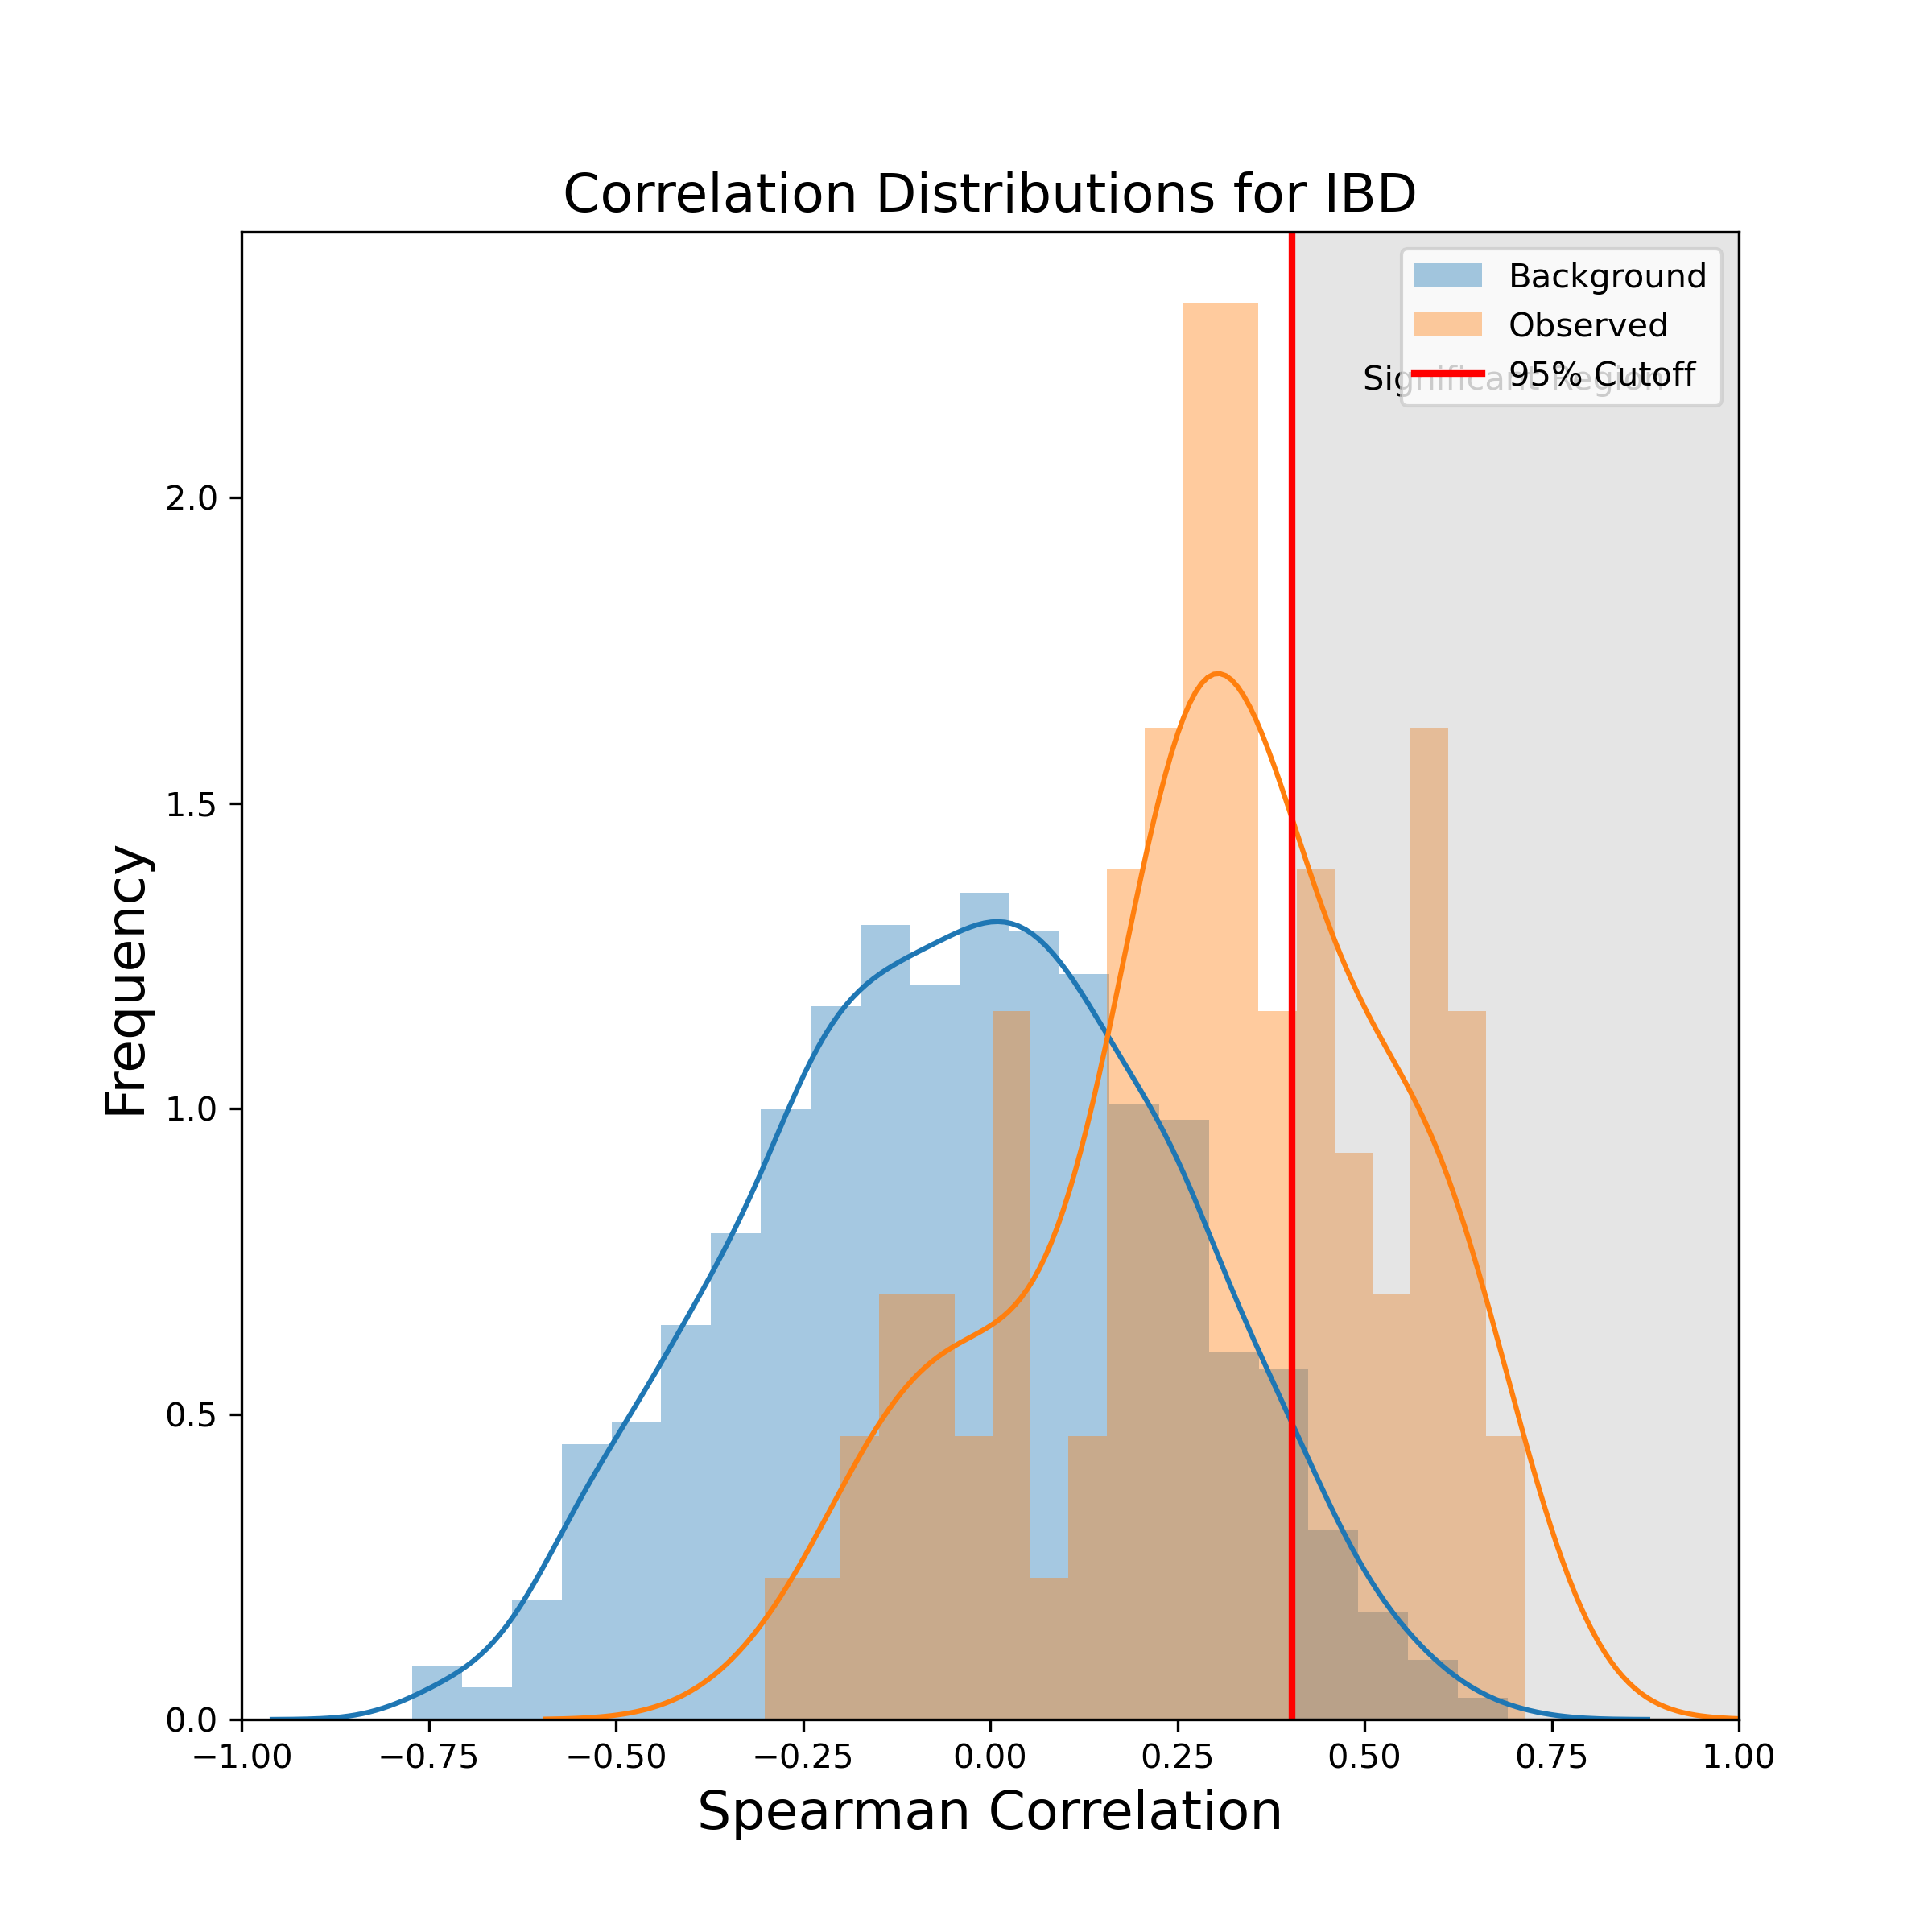 Correlation Distributions for IBD
Background
Observed
95% Cutoff
Significant Region
Frequency
2.0
1.5
1.0
0.5
0.0
−1.00 −0.75 −0.50 −0.25 0.00 0.25 0.50 0.75 1.00
Spearman Correlation